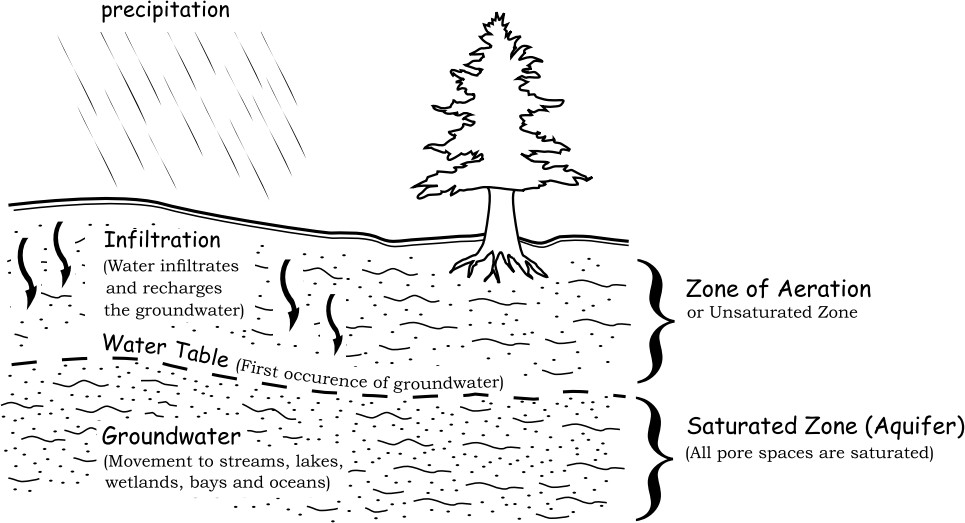 precipitation
Infiltration
(Water infiltrates
and recharges
the groundwater)
Zone of Aeration
or Unsaturated Zone
Water Table (First occurence of groundwater)
Saturated Zone (Aquifer)
(All pore spaces are saturated)
Groundwater
(Movement to streams, lakes,
wetlands, bays and oceans)